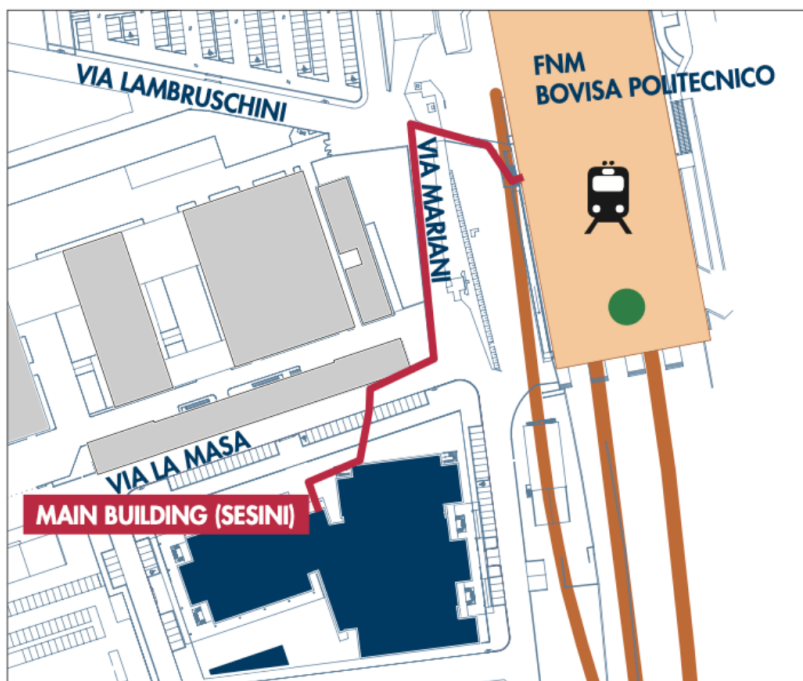 FNM
BOVISA POLITECNICO
VIA LAMBRUSCHINI
VIA MARIANI
VIA LA MASA
MAIN BUILDING (SESINI)